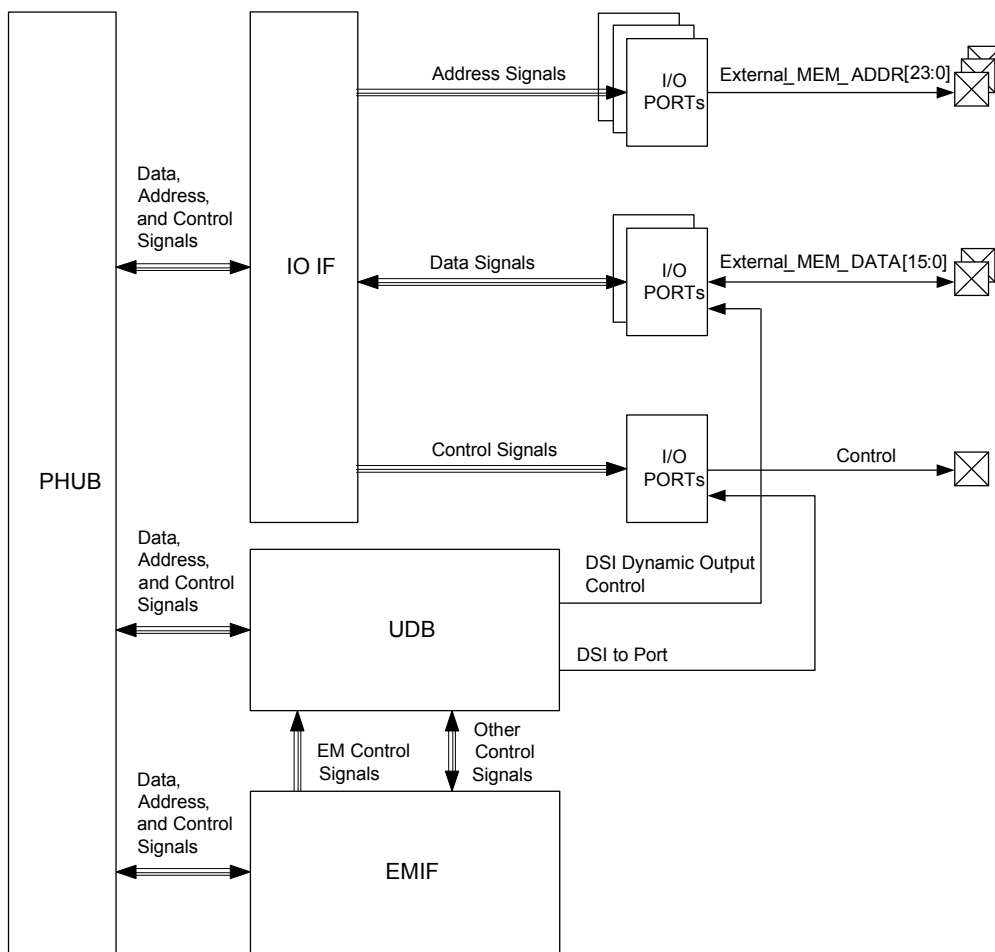 Address Signals
I/O
PORTs
External_MEM_ADDR[23:0]
Data,
Address,
and Control
Signals
IO IF
Data Signals
I/O
PORTs
External_MEM_DATA[15:0]
Control Signals
I/O
PORTs
Control
PHUB
Data,
Address,
and Control
Signals
UDB
DSI Dynamic Output
Control
DSI to Port
EM Control
Signals
Other
Control
Signals
Data,
Address,
and Control
Signals
EMIF